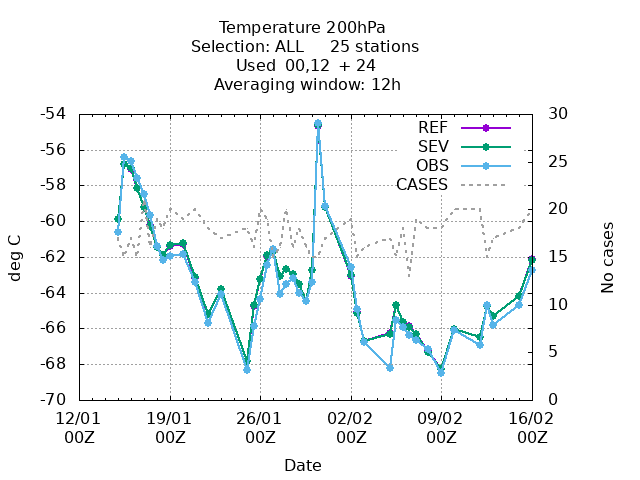 Temperature 200hPa
Selection: ALL     25 stations
Used  00,12  + 24
Averaging window: 12h
-54
-56
-58
-60
-62
-64
-66
-68
-70
deg C
30
25
20
15
10
5
0
No cases
REF
SEV
OBS
CASES
12/01 19/01 26/01 02/02 09/02 16/02
00Z 00Z 00Z 00Z 00Z 00Z
Date